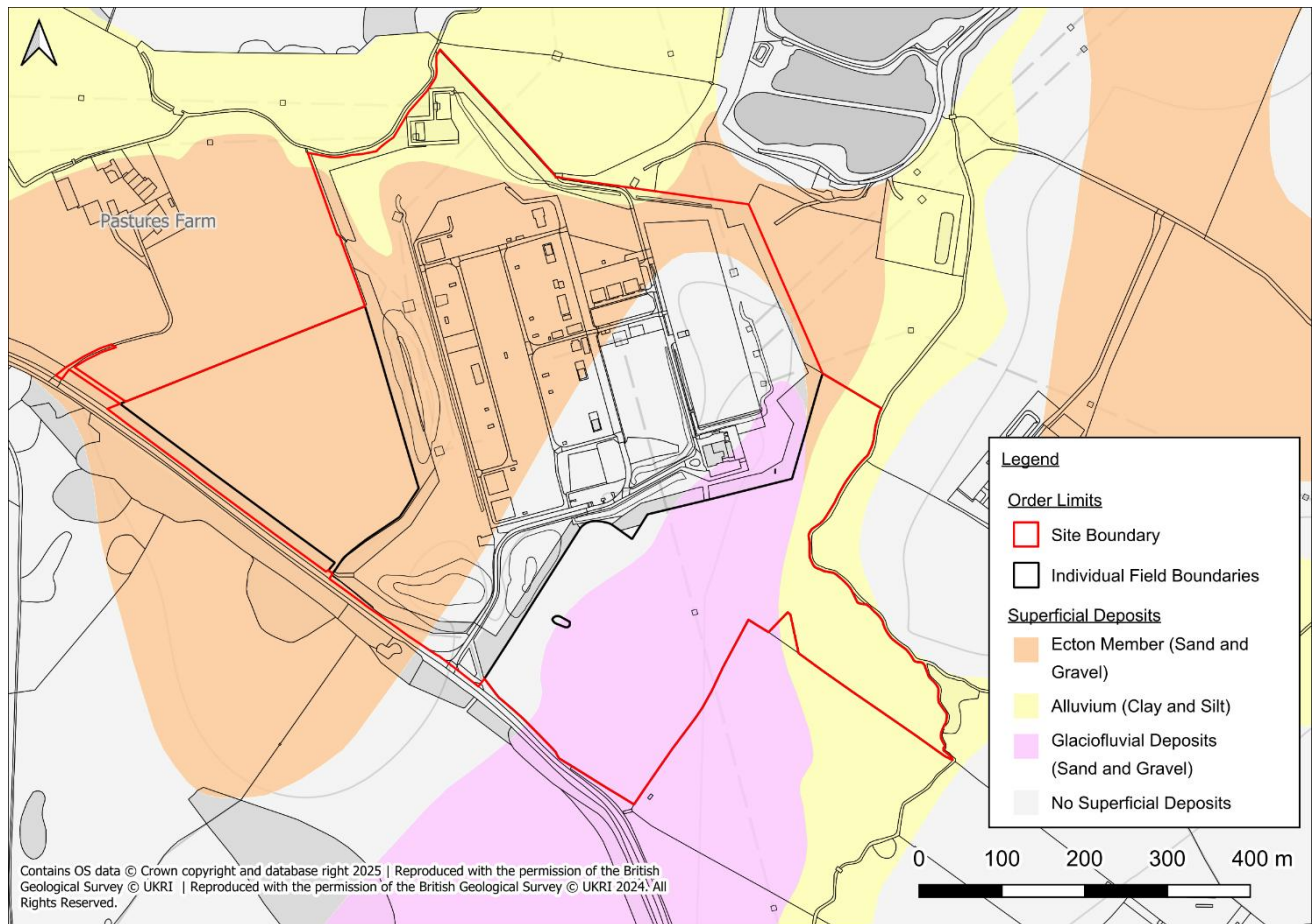 Pastures Farm
Legend
Order Limits
Site Boundary
Individual Field Boundaries
Superficial Deposits
Ecton Member (Sand and
Gravel)
Alluvium (Clay and Silt)
Glaciofluvial Deposits
(Sand and Gravel)
No Superficial Deposits
0 100 200 300 400 m
Contains OS data © Crown copyright and database right 2025 | Reproduced with the permission of the British
Geological Survey © UKRI | Reproduced with the permission of the British Geological Survey © UKRI 2024. All
Rights Reserved.